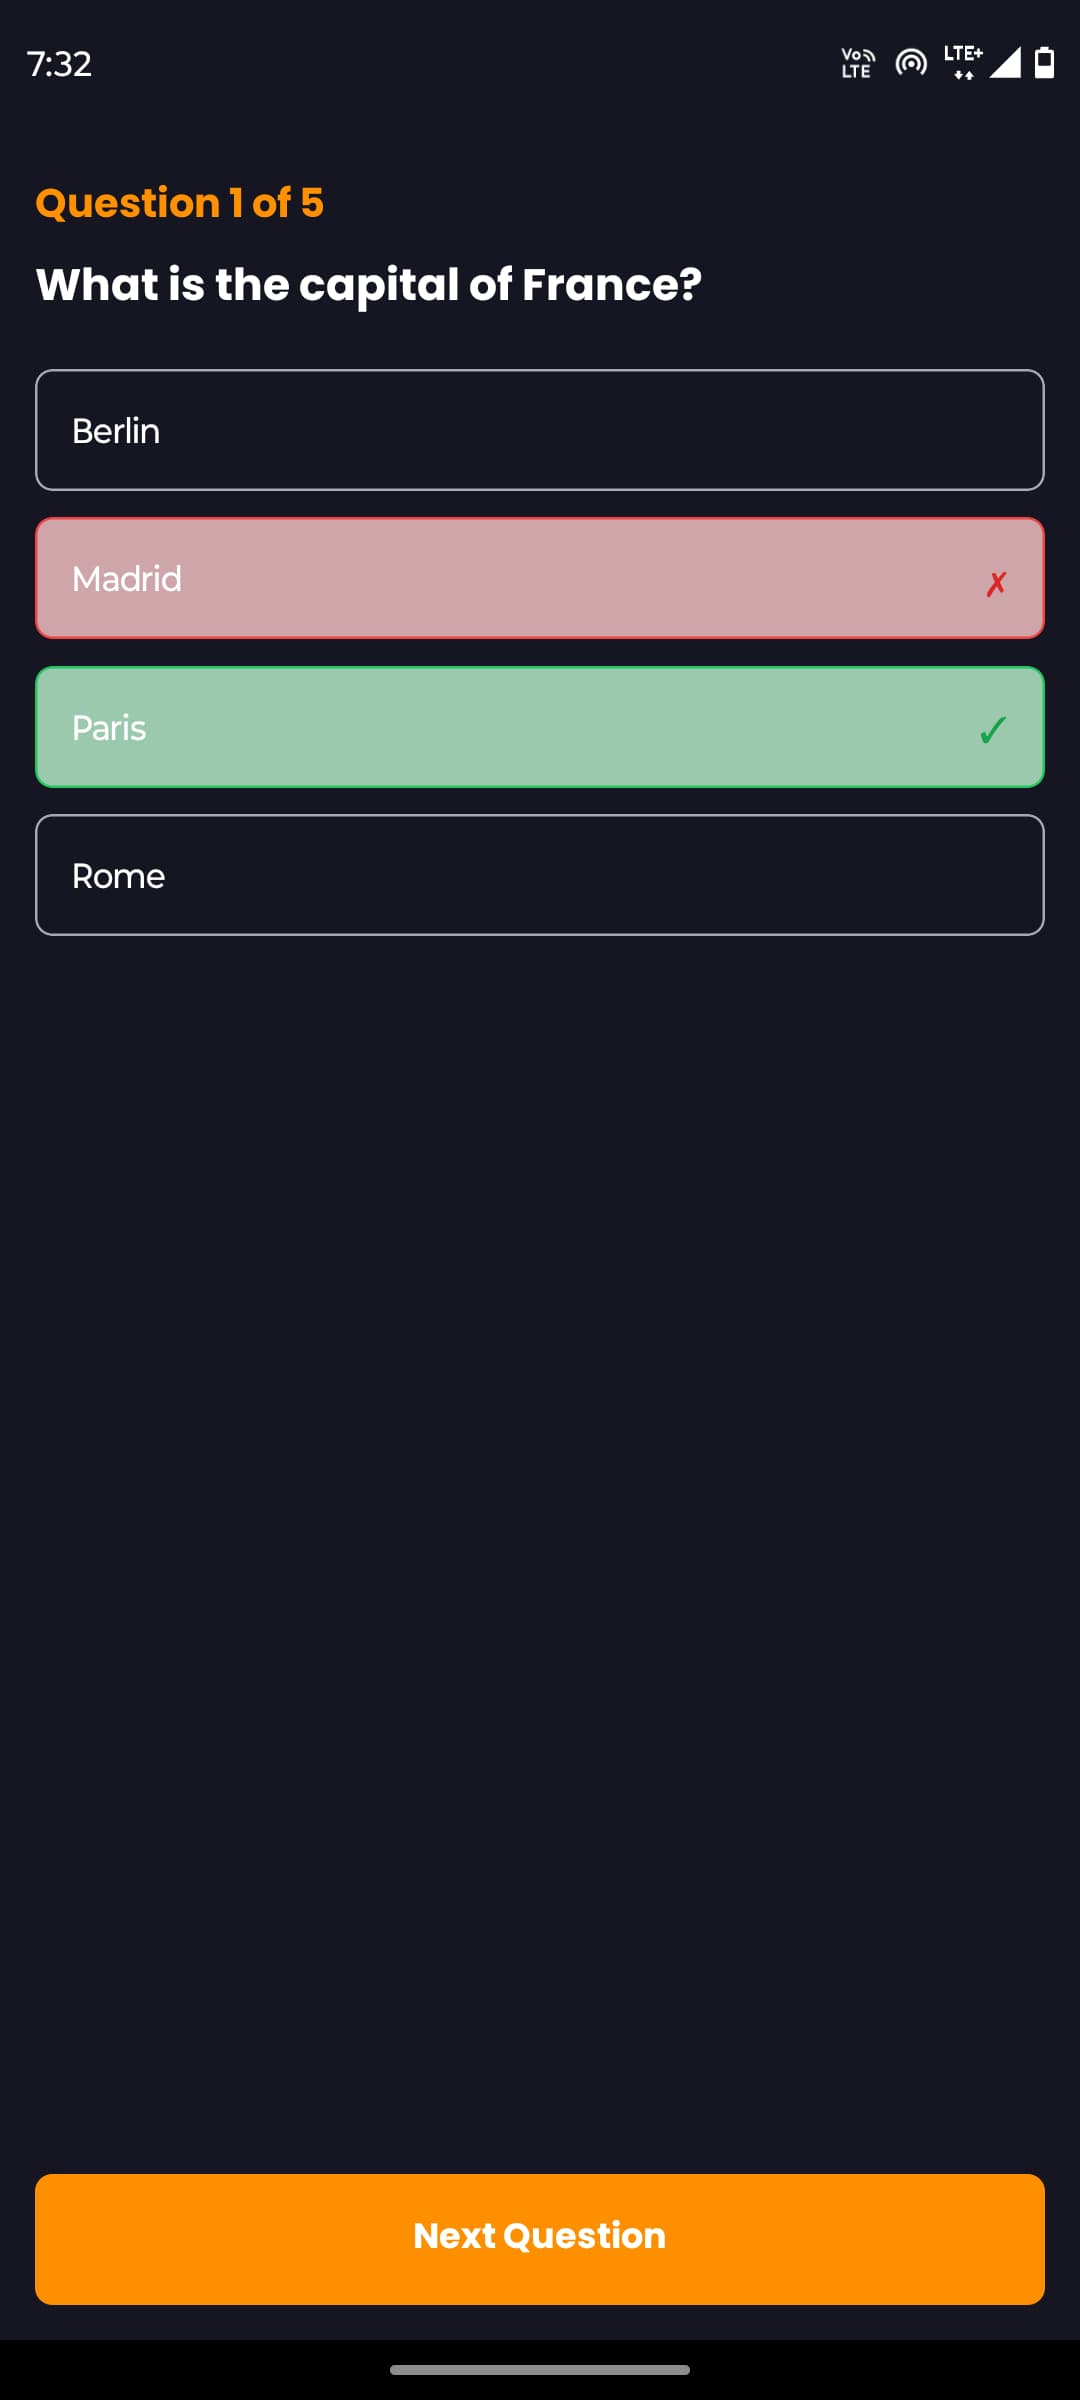 7:32
Vo LTE LTE+
Question 1 of 5
What is the capital of France?
Berlin
Madrid ✗
Paris ✓
Rome
Next Question